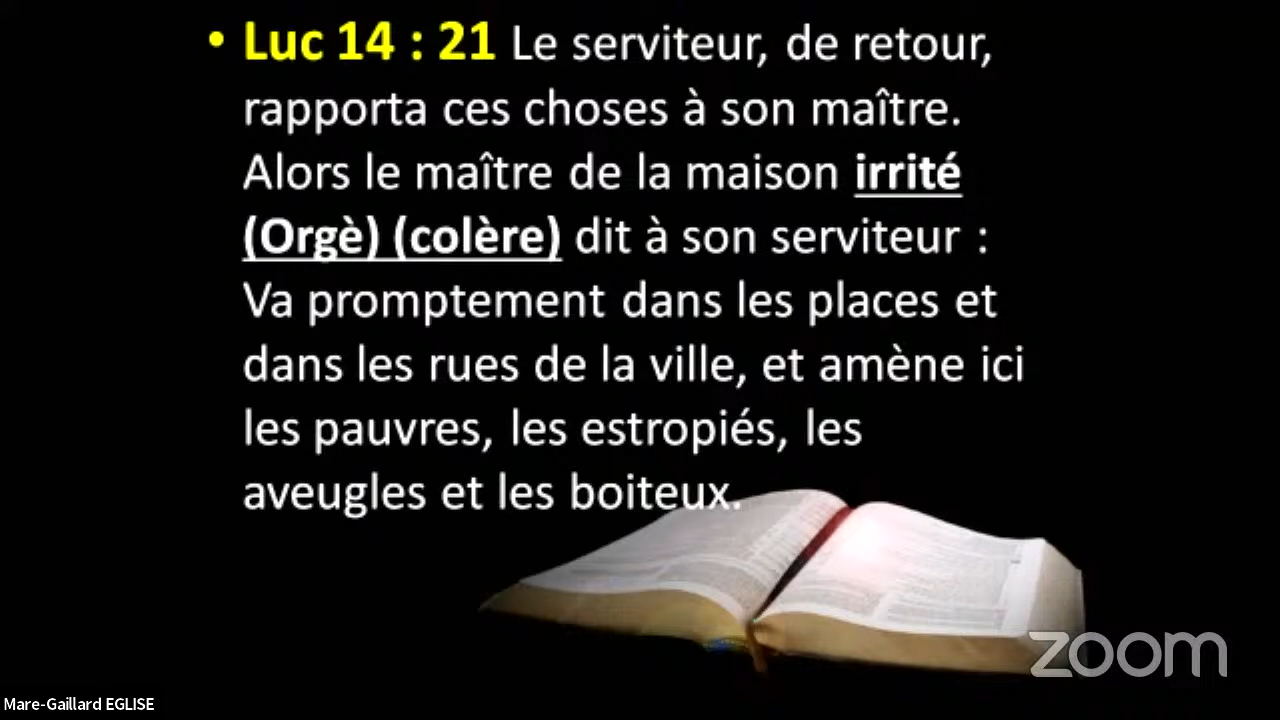 • Luc 14 : 21 Le serviteur, de retour,
rapporta ces choses à son maître.
Alors le maître de la maison irrité
(Orgè) (colère) dit à son serviteur :
Va promptement dans les places et
dans les rues de la ville, et amène ici
les pauvres, les estropiés, les
aveugles et les boiteux.
zoom
Mare-Gaillard EGLISE